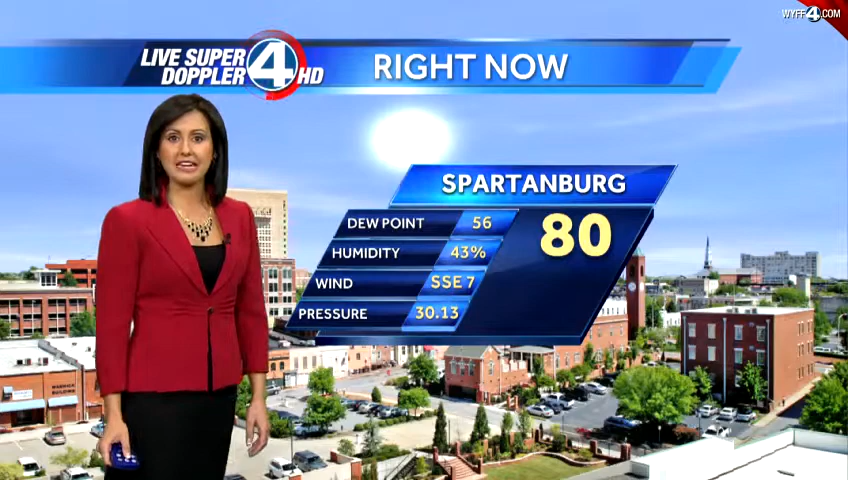 WYFF4.COM
LIVE SUPER
DOPPLER 4 HD
RIGHT NOW
SPARTANBURG
DEW POINT 56
80
HUMIDITY 43%
WIND SSE 7
PRESSURE 30.13